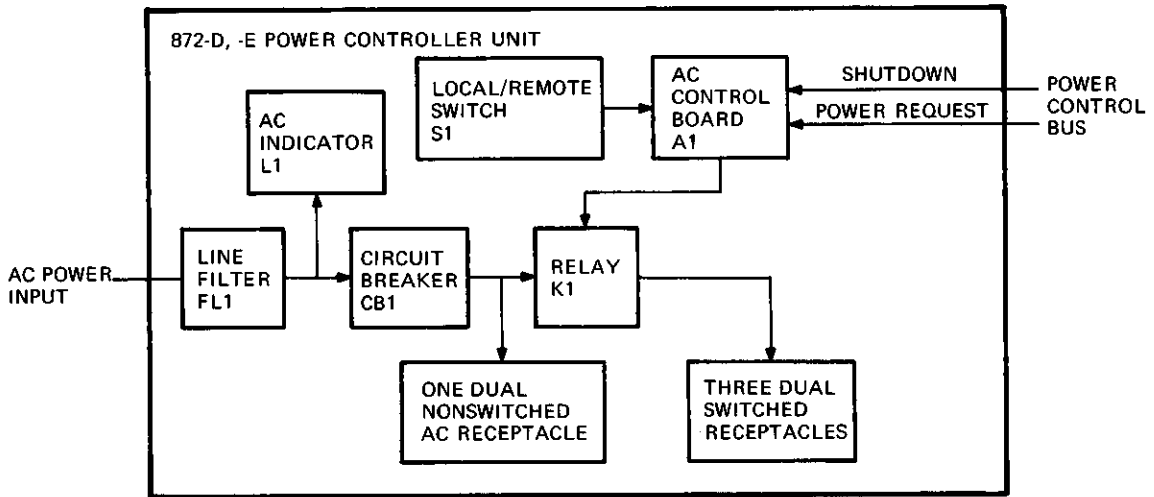 872-D, -E POWER CONTROLLER UNIT
LOCAL/REMOTE
SWITCH
S1
AC
CONTROL
BOARD
A1
SHUTDOWN
POWER REQUEST
POWER
CONTROL
BUS
AC
INDICATOR
L1
AC POWER
INPUT
LINE
FILTER
FL1
CIRCUIT
BREAKER
CB1
RELAY
K1
ONE DUAL
NONSWITCHED
AC RECEPTACLE
THREE DUAL
SWITCHED
RECEPTACLES